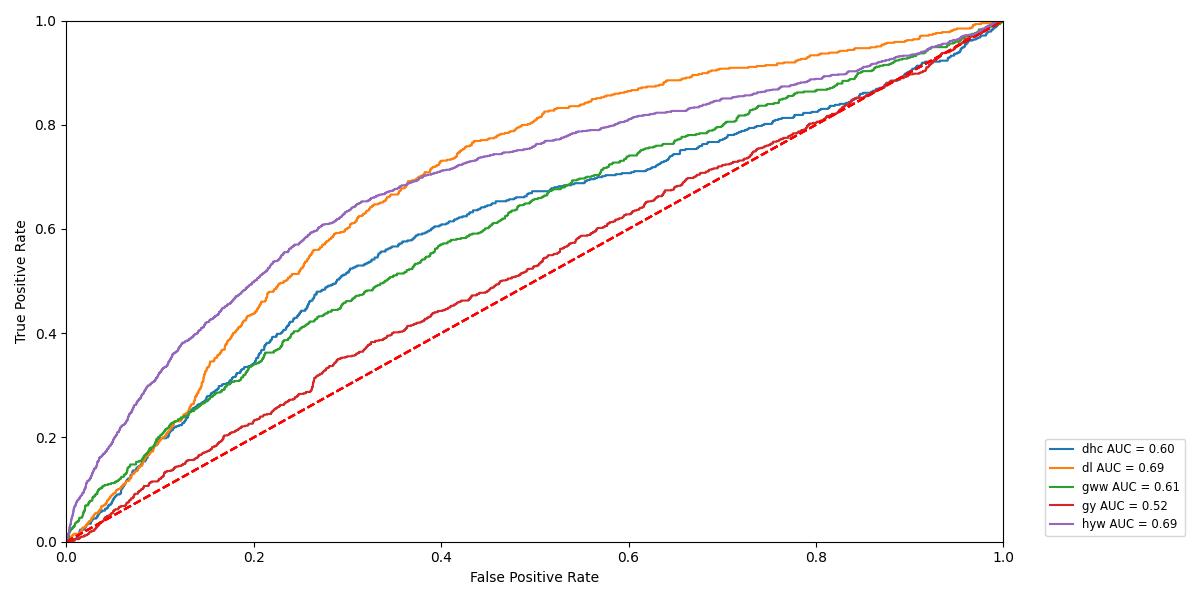 1.0
0.8
0.6
0.4
0.2
0.0
True Positive Rate
0.0 0.2 0.4 0.6 0.8 1.0
False Positive Rate
dhc AUC = 0.60
dl AUC = 0.69
gww AUC = 0.61
gy AUC = 0.52
hyw AUC = 0.69